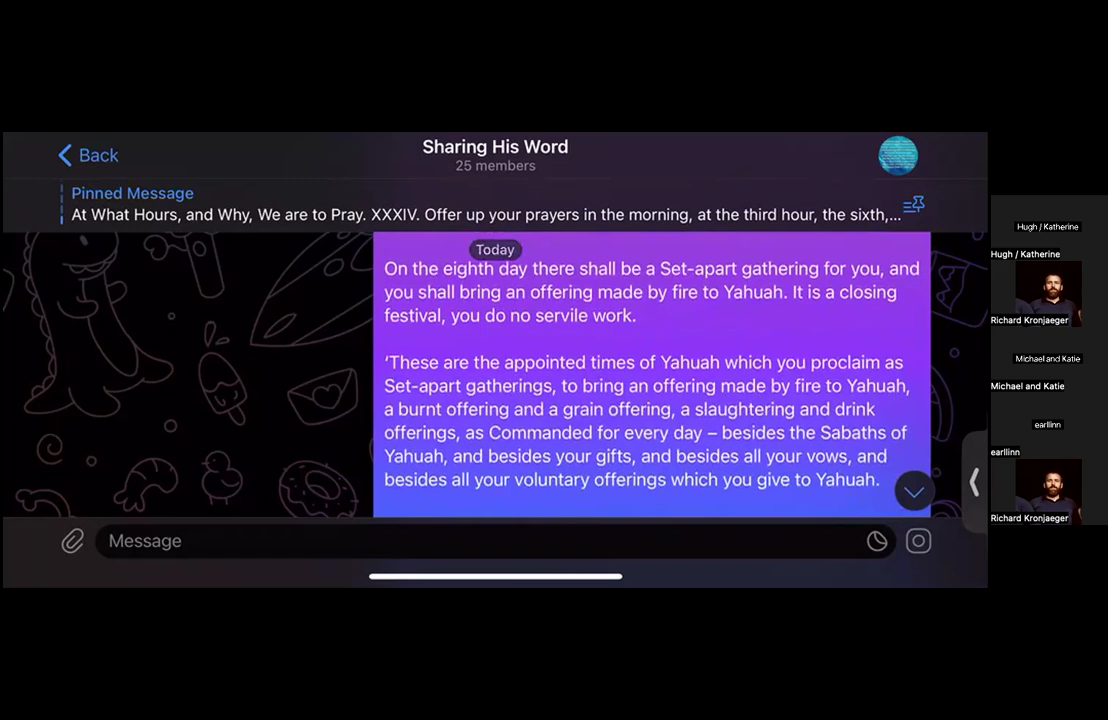 Back
Sharing His Word
25 members
Pinned Message
At What Hours, and Why, We are to Pray. XXXIV. Offer up your prayers in the morning, at the third hour, the sixth,...
Today
On the eighth day there shall be a Set-apart gathering for you, and
you shall bring an offering made by fire to Yahuah. It is a closing
festival, you do no servile work.
‘These are the appointed times of Yahuah which you proclaim as
Set-apart gatherings, to bring an offering made by fire to Yahuah,
a burnt offering and a grain offering, a slaughtering and drink
offerings, as Commanded for every day – besides the Sabaths of
Yahuah, and besides your gifts, and besides all your vows, and
besides all your voluntary offerings which you give to Yahuah.
Message
Hugh / Katherine
Hugh / Katherine
Richard Kronjaeger
Michael and Katie
Michael and Katie
earllinn
earllinn
Richard Kronjaeger